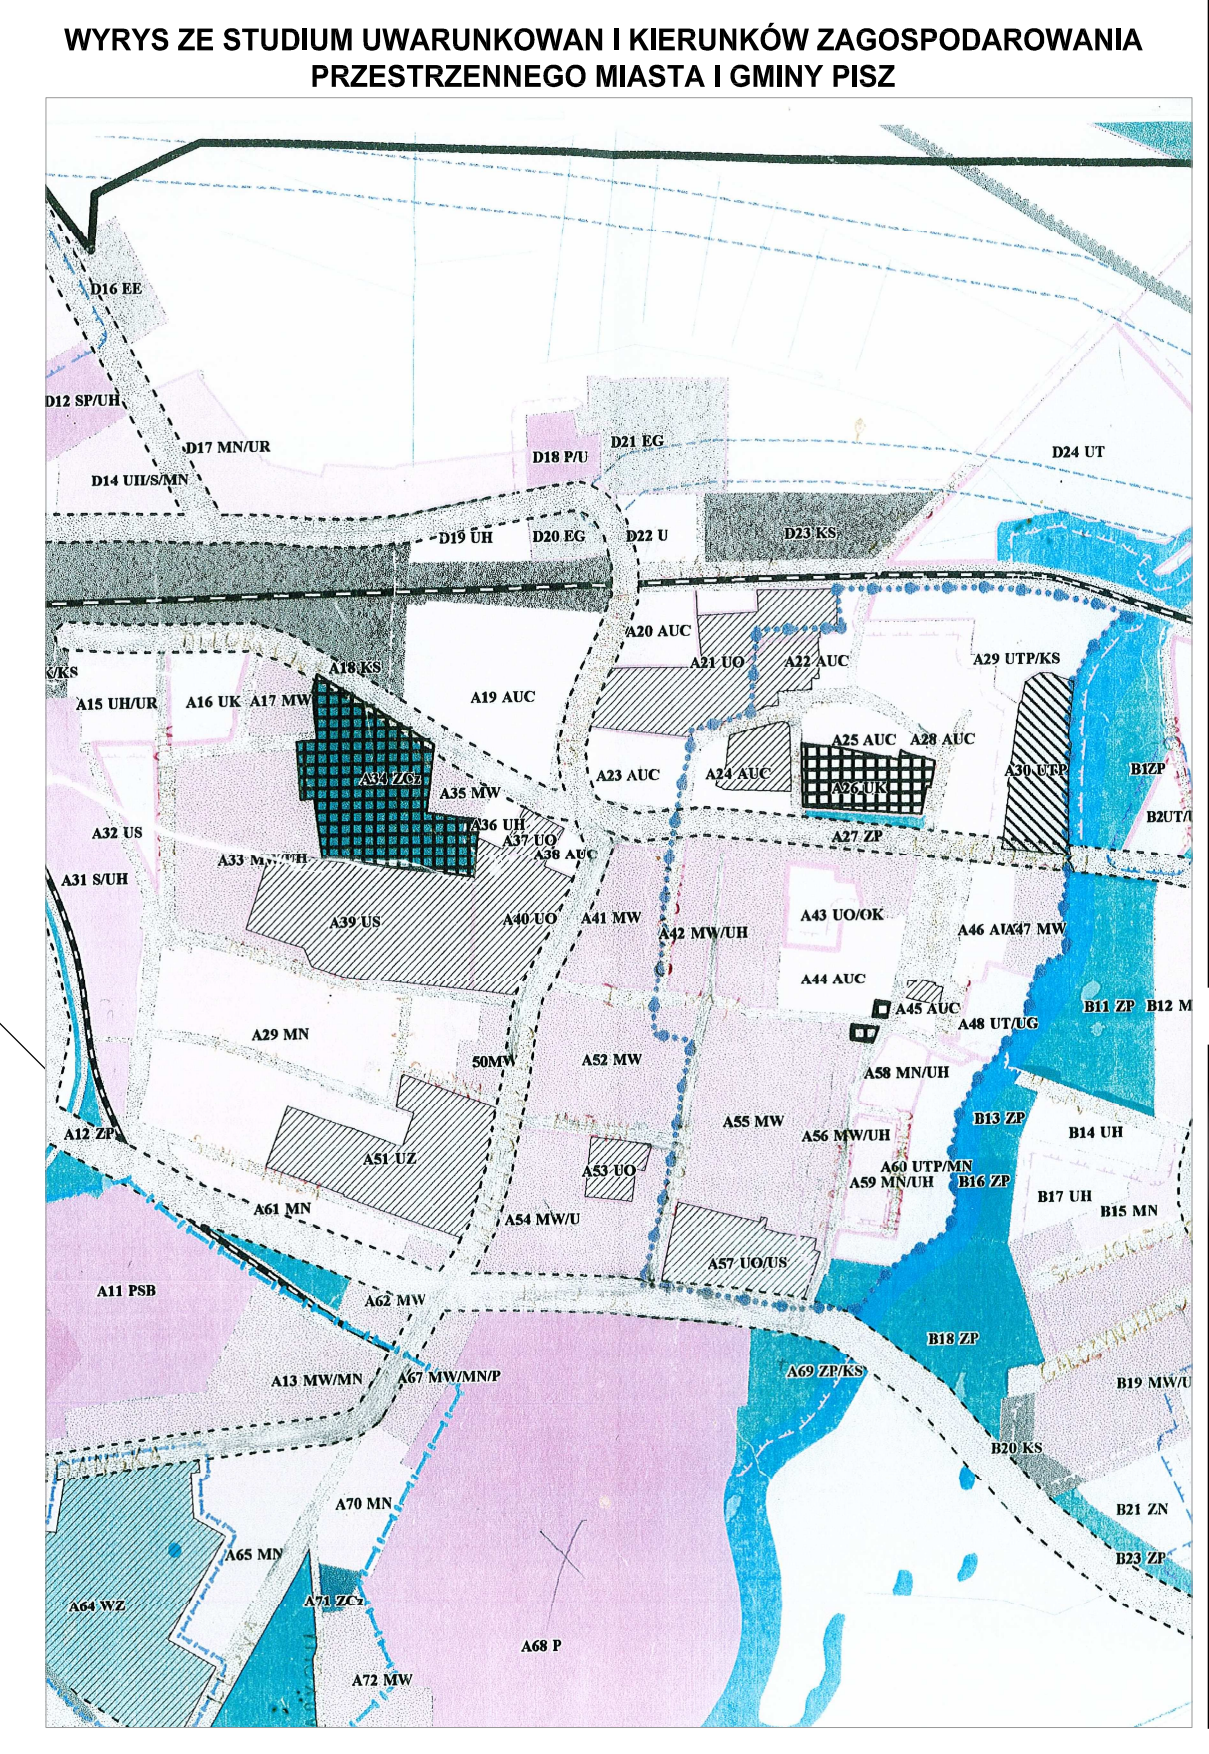 WYRYS ZE STUDIUM UWARUNKOWAN I KIERUNKÓW ZAGOSPODAROWANIA
PRZESTRZENNEGO MIASTA I GMINY PISZ
D16 EE
D12 SP/UH
D17 MN/UR
D14 UH/S/MN
D18 P/U
D21 EG
D24 UT
D19 UH
D20 EG
D22 U
D23 KS
A20 AUC
A18 KS
A21 UO
A22 AUC
A29 UTP/KS
A15 UH/UR
A16 UK
A17 MW
A19 AUC
A25 AUC
A28 AUC
A34 ZCz
A23 AUC
A24 AUC
A30 UTP
B1ZP
A35 MW
A26 UK
B2UT/U
A32 US
A36 UH
A37 UO
A27 ZP
A33 MW/UH
A38 AUC
A31 S/UH
A39 US
A40 UO
A41 MW
A42 MW/UH
A43 UO/OK
A46
A47 MW
A44 AUC
A45 AUC
B11 ZP
B12 M
A48 UT/UG
A29 MN
50MW
A52 MW
A58 MN/UH
A55 MW
A56 MW/UH
B13 ZP
B14 UH
A12 ZP
A51 UZ
A53 UO
A60 UTP/MN
A59 MN/UH
B16 ZP
B17 UH
B15 MN
A61 MN
A54 MW/U
A57 UO/US
A11 PSB
A62 MW
B18 ZP
A13 MW/MN
A67 MW/MN/P
A69 ZP/KS
B19 MW/U
B20 KS
A70 MN
B21 ZN
A65 MN
B23 ZP
A64 WZ
A71 ZCz
A68 P
A72 MW